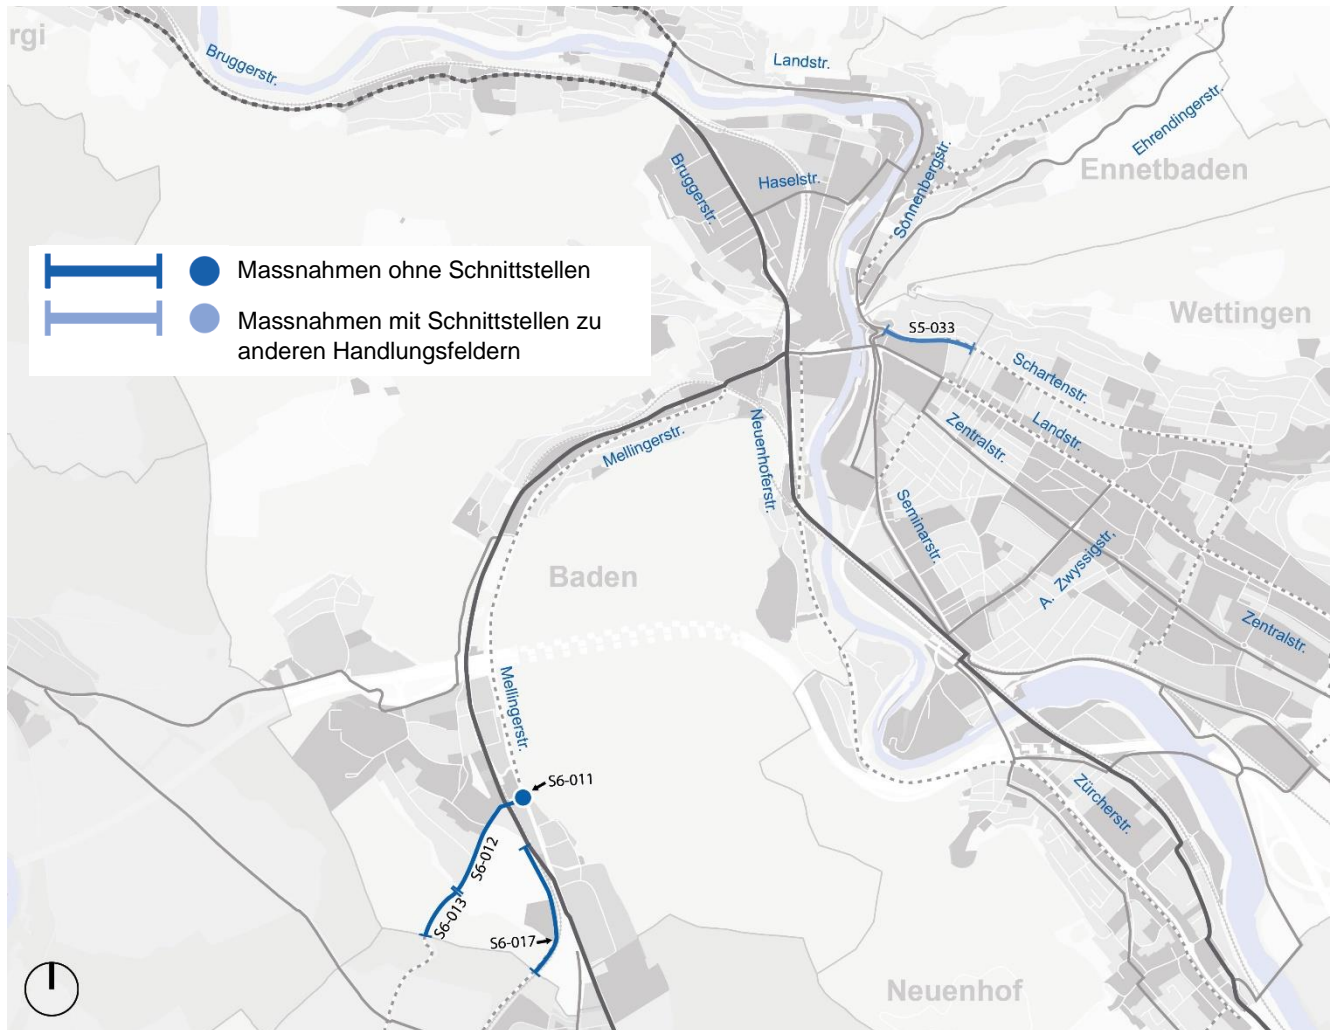 rgi
Bruggerstr.
Landstr.
Ehrendingerstr.
Ennetbaden
Bruggerstr.
Haselstr.
Sonnenbergstr.
Massnahmen ohne Schnittstellen
Massnahmen mit Schnittstellen zu
anderen Handlungsfeldern
Wettingen
S5-033
Schartenstr.
Landstr.
Zentralstr.
Mellingerstr.
Neuenhoferstr.
Seminarstr.
A. Zwyssigstr.
Zentralstr.
Baden
Mellingerstr.
S6-011
Zürcherstr.
S6-012
S6-013
S6-017
Neuenhof